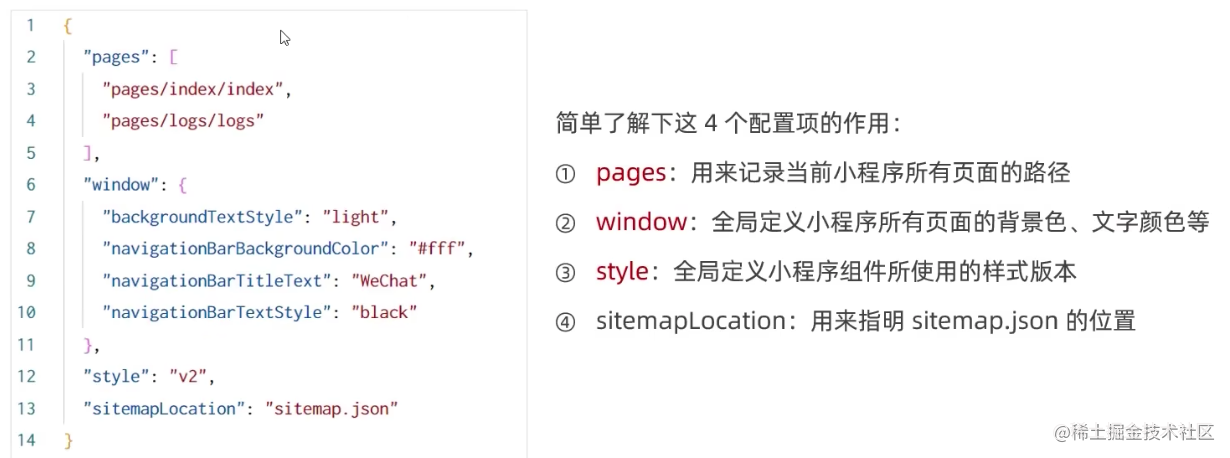 1 {
2 "pages": [
3 "pages/index/index",
4 "pages/logs/logs"
5 ],
6 "window": {
7 "backgroundTextStyle": "light",
8 "navigationBarBackgroundColor": "#fff",
9 "navigationBarTitleText": "WeChat",
10 "navigationBarTextStyle": "black"
11 },
12 "style": "v2",
13 "sitemapLocation": "sitemap.json"
14 }
简单了解下这 4 个配置项的作用：
① pages：用来记录当前小程序所有页面的路径
② window：全局定义小程序所有页面的背景色、文字颜色等
③ style：全局定义小程序组件所使用的样式版本
④ sitemapLocation：用来指明 sitemap.json 的位置
@稀土掘金技术社区